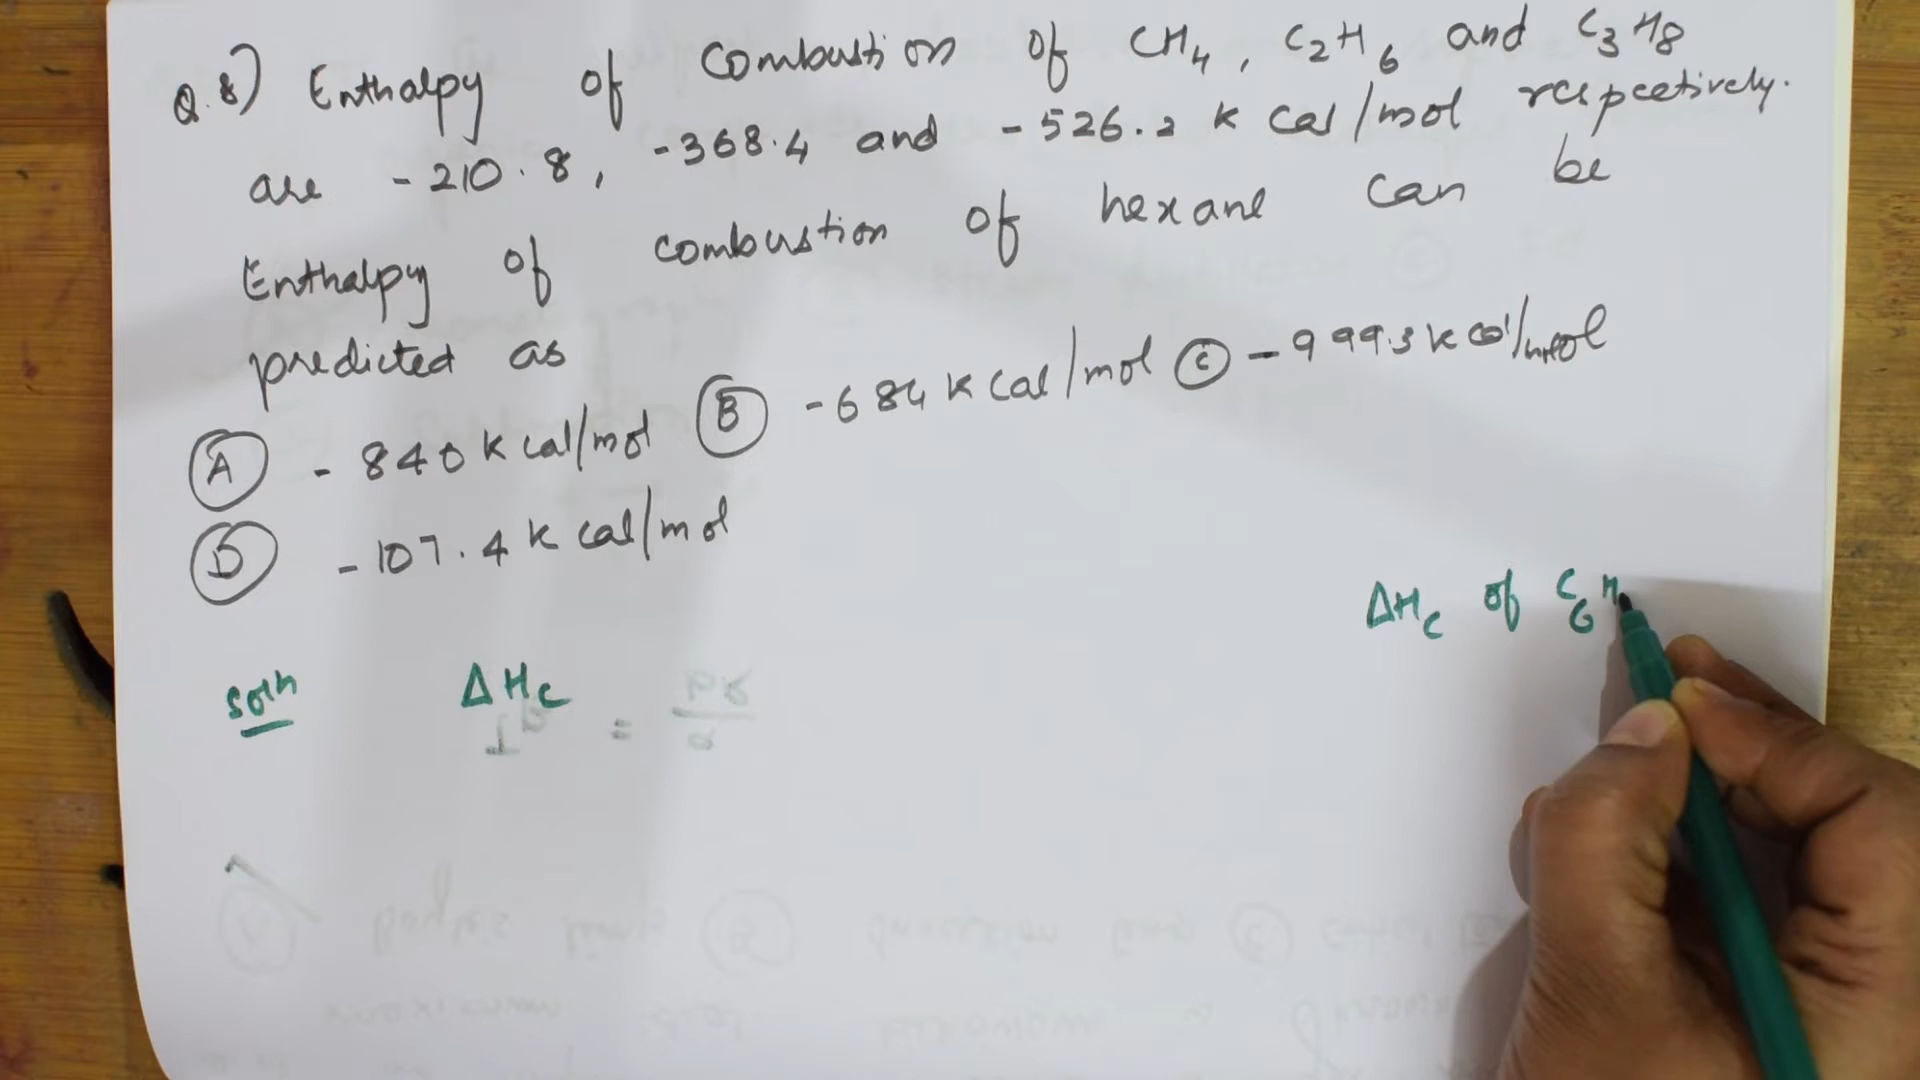 Q.8) Enthalpy of combustion of CH4, C2H6 and C3H8
are -210.8, -368.4 and -526.2 k cal/mol respectively.
Enthalpy of combustion of hexane can be
predicted as
(A) -840 k cal/mol (B) -684 k cal/mol (C) -999.3 k cal/mol
(D) -107.4 k cal/mol
ΔHc of C6H
Soln ΔHc